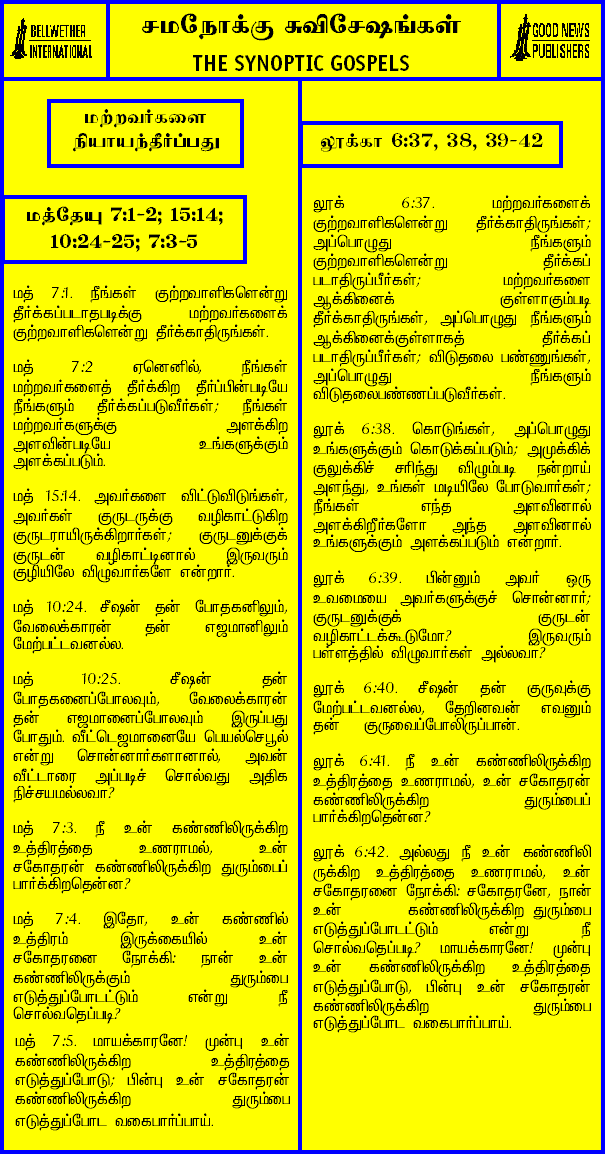 BELLWETHER
INTERNATIONAL
சமநோக்கு சுவிசேஷங்கள்
THE SYNOPTIC GOSPELS
GOOD NEWS
PUBLISHERS
மற்றவர்களை
நியாயந்தீர்ப்பது
மத்தேயு 7:1-2; 15:14;
10:24-25; 7:3-5
மத் 7:1. நீங்கள் குற்றவாளிகளென்று
தீர்க்கப்படாதபடிக்கு மற்றவர்களைக்
குற்றவாளிகளென்று தீர்க்காதிருங்கள்.
மத் 7:2 ஏனெனில், நீங்கள்
மற்றவர்களைத் தீர்க்கிற தீர்ப்பின்படியே
நீங்களும் தீர்க்கப்படுவீர்கள்; நீங்கள்
மற்றவர்களுக்கு அளக்கிற
அளவின்படியே உங்களுக்கும்
அளக்கப்படும்.
மத் 15:14. அவர்களை விட்டுவிடுங்கள்,
அவர்கள் குருடருக்கு வழிகாட்டுகிற
குருடராயிருக்கிறார்கள்; குருடனுக்குக்
குருடன் வழிகாட்டினால் இருவரும்
குழியிலே விழுவார்களே என்றார்.
மத் 10:24. சீஷன் தன் போதகனிலும்,
வேலைக்காரன் தன் எஜமானிலும்
மேற்பட்டவனல்ல.
மத் 10:25. சீஷன் தன்
போதகனைப்போலவும், வேலைக்காரன்
தன் எஜமானைப்போலவும் இருப்பது
போதும். வீட்டெஜமானையே பெயல்செபூல்
என்று சொன்னார்களானால், அவன்
வீட்டாரை அப்படிச் சொல்வது அதிக
நிச்சயமல்லவா?
மத் 7:3. நீ உன் கண்ணிலிருக்கிற
உத்திரத்தை உணராமல், உன்
சகோதரன் கண்ணிலிருக்கிற துரும்பைப்
பார்க்கிறதென்ன?
மத் 7:4. இதோ, உன் கண்ணில்
உத்திரம் இருக்கையில் உன்
சகோதரனை நோக்கி: நான் உன்
கண்ணிலிருக்கும் துரும்பை
எடுத்துப்போடட்டும் என்று நீ
சொல்வதெப்படி?
மத் 7:5. மாயக்காரனே! முன்பு உன்
கண்ணிலிருக்கிற உத்திரத்தை
எடுத்துப்போடு; பின்பு உன் சகோதரன்
கண்ணிலிருக்கிற துரும்பை
எடுத்துப்போட வகைபார்ப்பாய்.
லூக்கா 6:37, 38, 39-42
லூக் 6:37. மற்றவர்களைக்
குற்றவாளிகளென்று தீர்க்காதிருங்கள்;
அப்பொழுது நீங்களும்
குற்றவாளிகளென்று தீர்க்கப்
படாதிருப்பீர்கள்; மற்றவர்களை
ஆக்கினைக் குள்ளாகும்படி
தீர்க்காதிருங்கள், அப்பொழுது நீங்களும்
ஆக்கினைக்குள்ளாகத் தீர்க்கப்
படாதிருப்பீர்கள்; விடுதலை பண்ணுங்கள்,
அப்பொழுது நீங்களும்
விடுதலைபண்ணப்படுவீர்கள்.
லூக் 6:38. கொடுங்கள், அப்பொழுது
உங்களுக்கும் கொடுக்கப்படும்; அமுக்கிக்
குலுக்கிச் சரிந்து விழும்படி நன்றாய்
அளந்து, உங்கள் மடியிலே போடுவார்கள்;
நீங்கள் எந்த அளவினால்
அளக்கிறீர்களோ அந்த அளவினால்
உங்களுக்கும் அளக்கப்படும் என்றார்.
லூக் 6:39. பின்னும் அவர் ஒரு
உவமையை அவர்களுக்குச் சொன்னார்;
குருடனுக்குக் குருடன்
வழிகாட்டக்கூடுமோ? இருவரும்
பள்ளத்தில் விழுவார்கள் அல்லவா?
லூக் 6:40. சீஷன் தன் குருவுக்கு
மேற்பட்டவனல்ல, தேறினவன் எவனும்
தன் குருவைப்போலிருப்பான்.
லூக் 6:41. நீ உன் கண்ணிலிருக்கிற
உத்திரத்தை உணராமல், உன் சகோதரன்
கண்ணிலிருக்கிற துரும்பைப்
பார்க்கிறதென்ன?
லூக் 6:42. அல்லது நீ உன் கண்ணிலி
ருக்கிற உத்திரத்தை உணராமல், உன்
சகோதரனை நோக்கி: சகோதரனே, நான்
உன் கண்ணிலிருக்கிற துரும்பை
எடுத்துப்போடட்டும் என்று நீ
சொல்வதெப்படி? மாயக்காரனே! முன்பு
உன் கண்ணிலிருக்கிற உத்திரத்தை
எடுத்துப்போடு, பின்பு உன் சகோதரன்
கண்ணிலிருக்கிற துரும்பை
எடுத்துப்போட வகைபார்ப்பாய்.